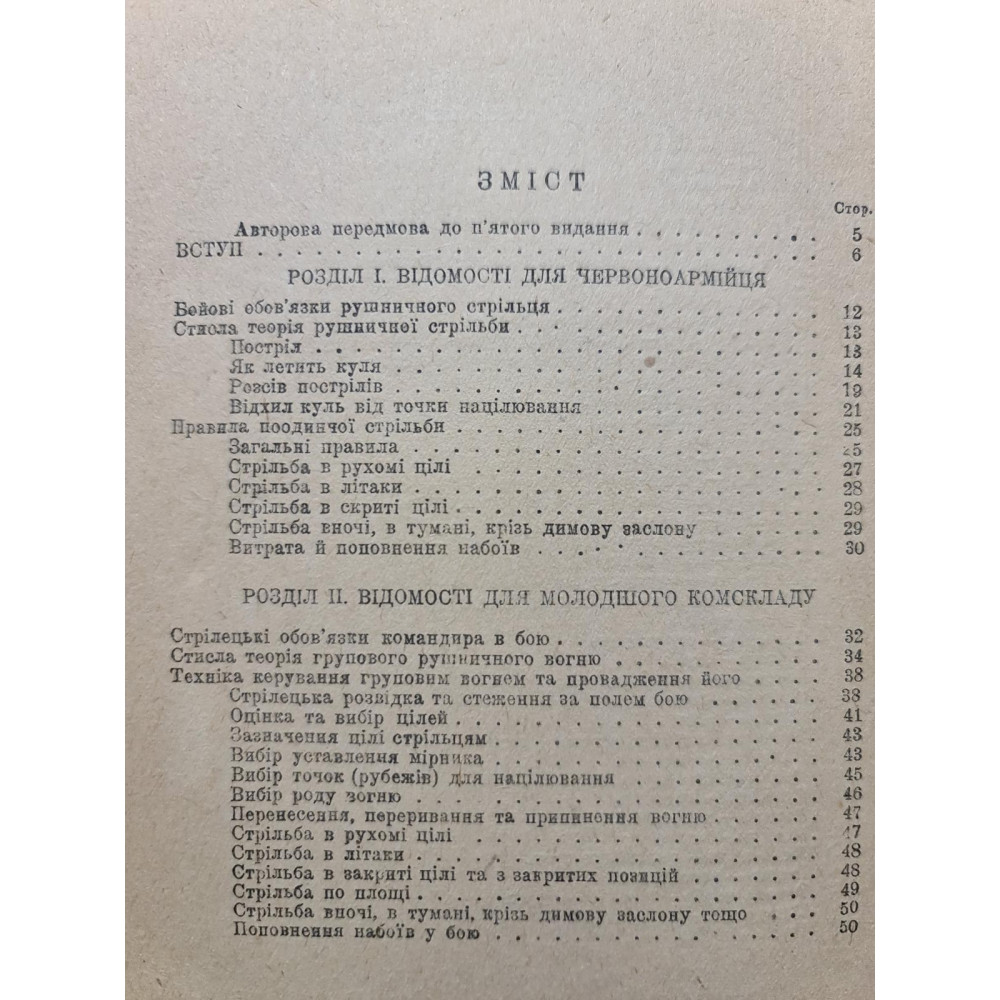 ЗМІСТ
Стор.
Авторова передмова до п'ятого видання . . . . . . . . . . 5
ВСТУП . . . . . . . . . . . . . . . . . . . . 6
РОЗДІЛ I. ВІДОМОСТІ ДЛЯ ЧЕРВОНОАРМІЙЦЯ
Бойові обов'язки рушничного стрільця . . . . . . . . . . 12
Стисла теорія рушничної стрільби . . . . . . . . . . 13
Постріл . . . . . . . . . . 13
Як летить куля . . . . . . . . . . 14
Розсів пострілів . . . . . . . . . . 19
Відхил куль від точки націлювання . . . . . . . . . . 21
Правила поодинчої стрільби . . . . . . . . . . 25
Загальні правила . . . . . . . . . . 25
Стрільба в рухомі цілі . . . . . . . . . . 27
Стрільба в літаки . . . . . . . . . . 28
Стрільба в скриті цілі . . . . . . . . . . 29
Стрільба вночі, в тумані, крізь димову заслону . . . . . . 29
Витрата й поповнення набоїв . . . . . . . . . . 30
РОЗДІЛ II. ВІДОМОСТІ ДЛЯ МОЛОДШОГО КОМСКЛАДУ
Стрілецькі обов'язки командира в бою . . . . . . . . . . 32
Стисла теорія групового рушничного вогню . . . . . . . . . . 34
Техніка керування груповим вогнем та провадження його . . . . 38
Стрілецька розвідка та стеження за полем бою . . . . . . 38
Оцінка та вибір цілей . . . . . . . . . . 41
Зазначення цілі стрільцям . . . . . . . . . . 43
Вибір уставлення мірника . . . . . . . . . . 43
Вибір точок (рубежів) для націлювання . . . . . . . . . . 45
Вибір роду вогню . . . . . . . . . . 46
Перенесення, переривання та припинення вогню . . . . . . 47
Стрільба в рухомі цілі . . . . . . . . . . 47
Стрільба в літаки . . . . . . . . . . 48
Стрільба в закриті цілі та з закритих позицій . . . . . . . 48
Стрільба по площі . . . . . . . . . . 49
Стрільба вночі, в тумані, крізь димову заслону тощо . . . . 50
Поповнення набоїв у бою . . . . . . . . . . 50